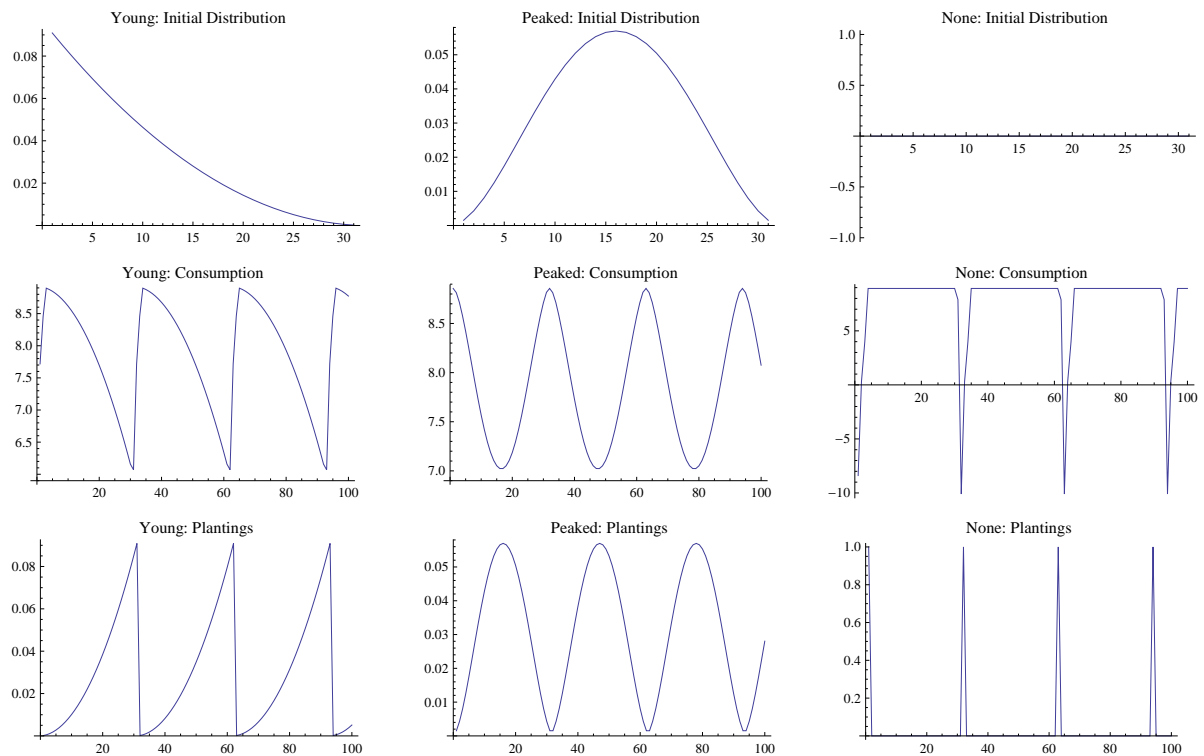 Young: Initial Distribution
0.08
0.06
0.04
0.02
5 10 15 20 25 30
Peaked: Initial Distribution
0.05
0.04
0.03
0.02
0.01
5 10 15 20 25 30
None: Initial Distribution
1.0
0.5
5 10 15 20 25 30
−0.5
−1.0
Young: Consumption
8.5
8.0
7.5
7.0
6.5
20 40 60 80 100
Peaked: Consumption
8.5
8.0
7.5
7.0
20 40 60 80 100
None: Consumption
5
20 40 60 80 100
−5
−10
Young: Plantings
0.08
0.06
0.04
0.02
20 40 60 80 100
Peaked: Plantings
0.05
0.04
0.03
0.02
0.01
20 40 60 80 100
None: Plantings
1.0
0.8
0.6
0.4
0.2
20 40 60 80 100